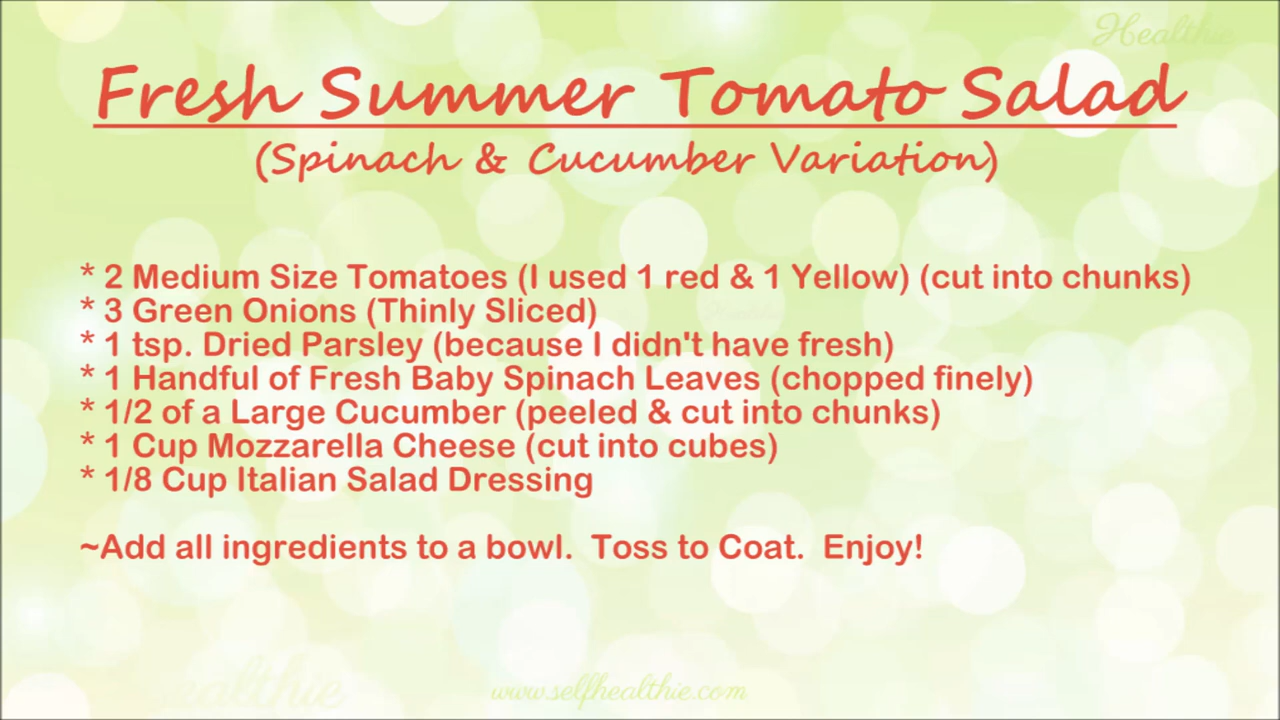 Healthie
Fresh Summer Tomato Salad
(Spinach & Cucumber Variation)
* 2 Medium Size Tomatoes (I used 1 red & 1 Yellow) (cut into chunks)
* 3 Green Onions (Thinly Sliced)
* 1 tsp. Dried Parsley (because I didn't have fresh)
* 1 Handful of Fresh Baby Spinach Leaves (chopped finely)
* 1/2 of a Large Cucumber (peeled & cut into chunks)
* 1 Cup Mozzarella Cheese (cut into cubes)
* 1/8 Cup Italian Salad Dressing
~Add all ingredients to a bowl.  Toss to Coat.  Enjoy!
www.selfhealthie.com